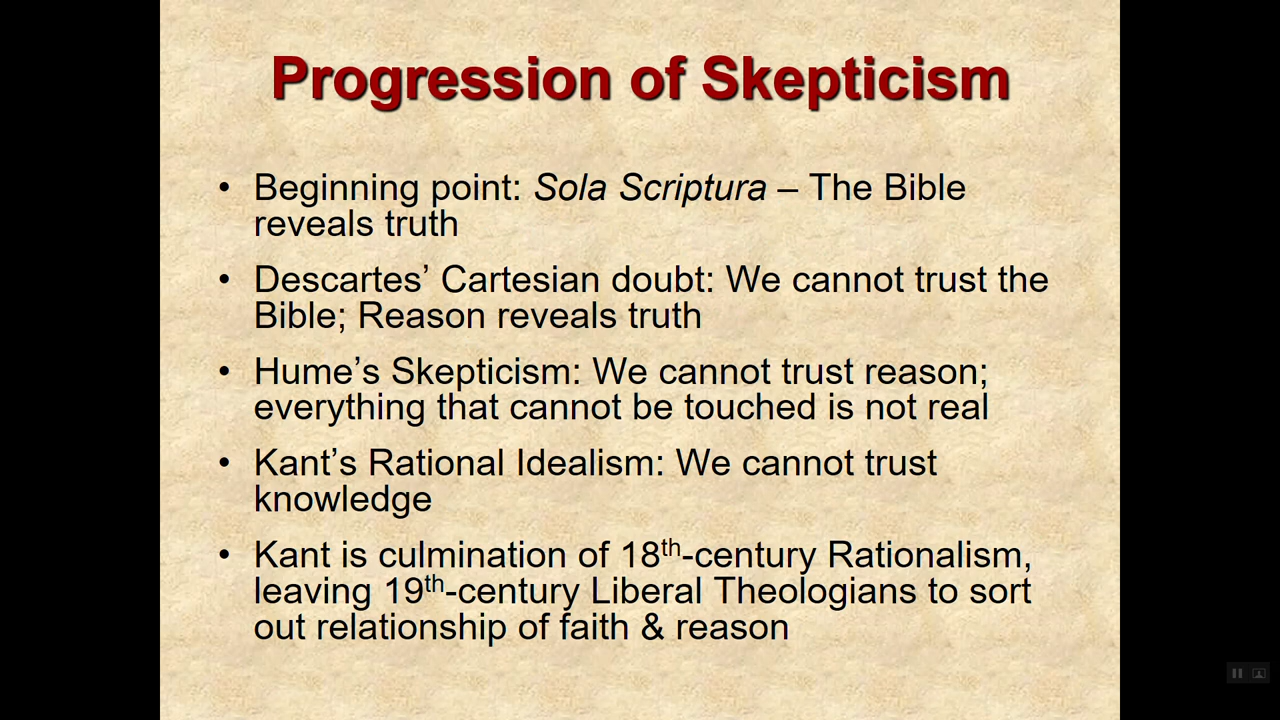 Progression of Skepticism
• Beginning point: Sola Scriptura – The Bible
reveals truth
• Descartes’ Cartesian doubt: We cannot trust the
Bible; Reason reveals truth
• Hume’s Skepticism: We cannot trust reason;
everything that cannot be touched is not real
• Kant’s Rational Idealism: We cannot trust
knowledge
• Kant is culmination of 18th-century Rationalism,
leaving 19th-century Liberal Theologians to sort
out relationship of faith & reason